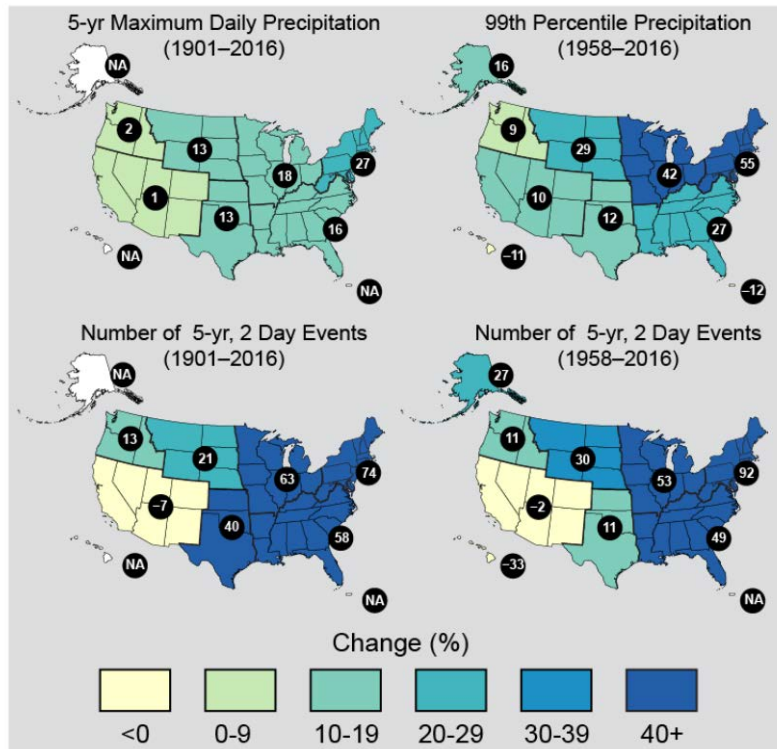 5-yr Maximum Daily Precipitation
(1901–2016)
NA
2
13
18
27
1
13
16
NA
NA
99th Percentile Precipitation
(1958–2016)
16
9
29
42
55
10
12
27
–11
–12
Number of 5-yr, 2 Day Events
(1901–2016)
NA
13
21
63
74
–7
40
58
NA
NA
Number of 5-yr, 2 Day Events
(1958–2016)
27
11
30
53
92
–2
11
49
–33
NA
Change (%)
<0 0-9 10-19 20-29 30-39 40+